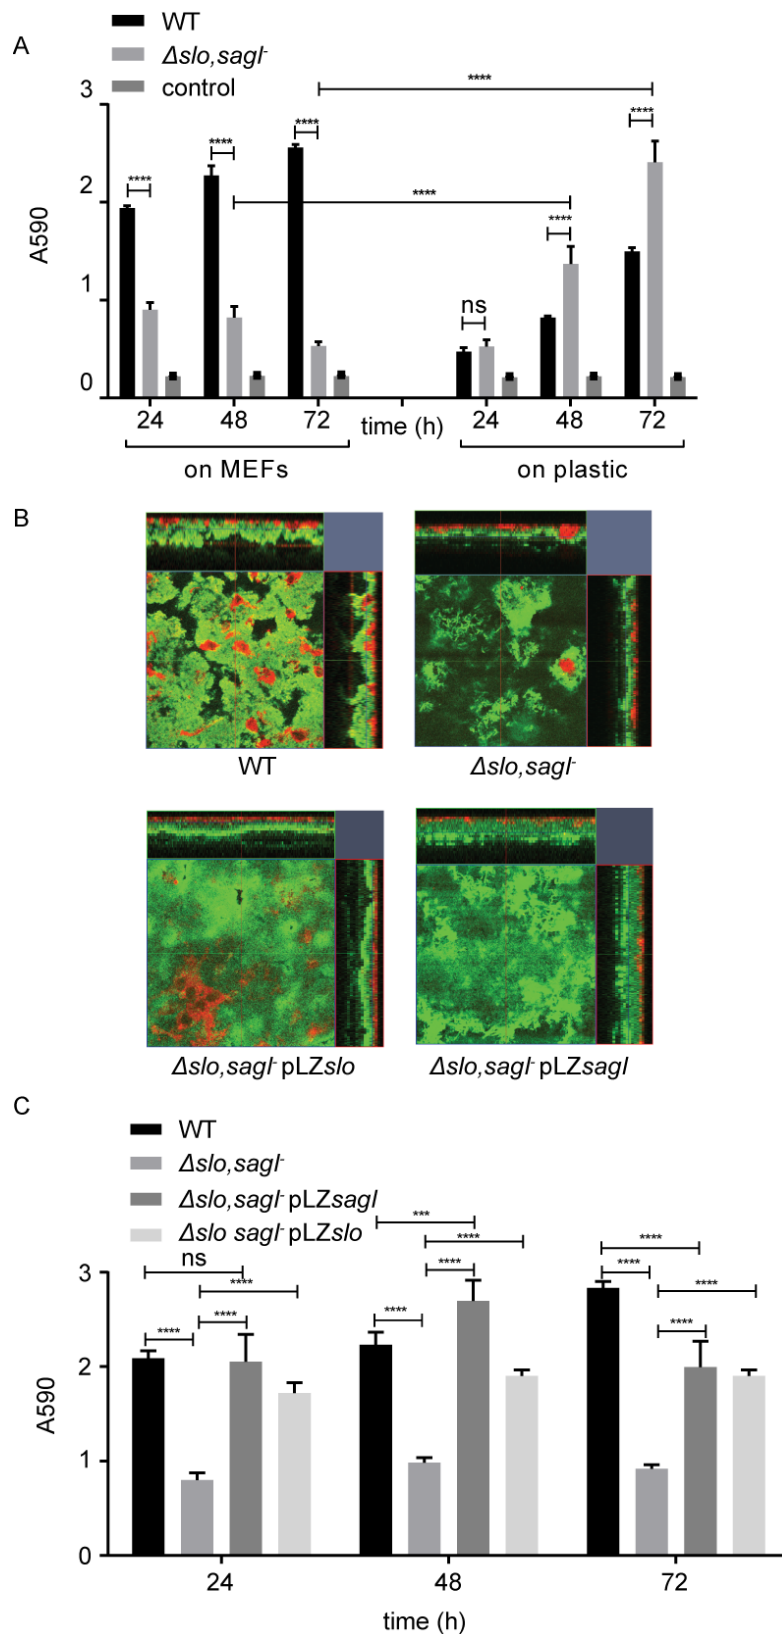 A
WT
Δslo,sagI-
control
****
****
****
****
****
****
****
ns
3
2
1
0
A590
24 48 72 time (h) 24 48 72
on MEFs on plastic
B
WT Δslo,sagI-
Δslo,sagI- pLZslo Δslo,sagI- pLZsagI
C
WT
Δslo,sagI-
Δslo,sagI- pLZsagI
Δslo sagI- pLZslo
ns
****
****
****
***
****
****
****
****
****
****
****
3
2
1
0
A590
24 48 72
time (h)